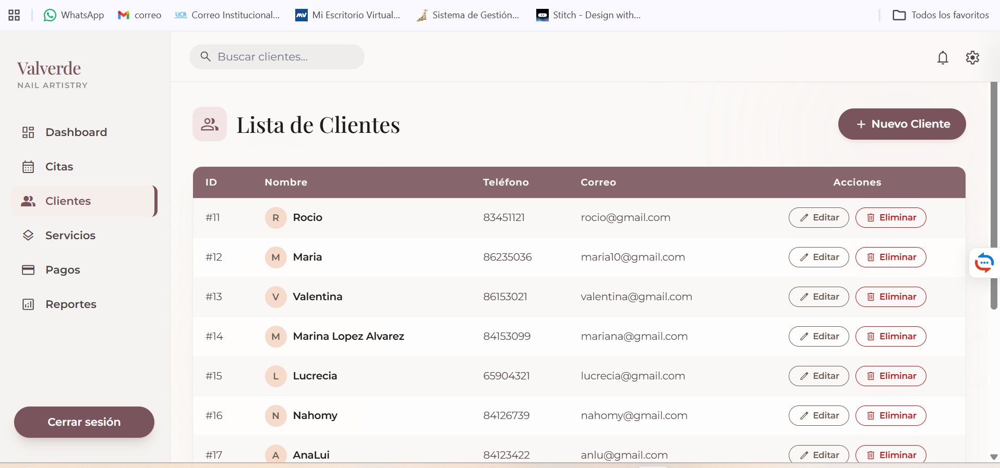 WhatsApp
correo
UCR Correo Institucional...
MV Mi Escritorio Virtual...
Sistema de Gestión...
Stitch - Design with...
Todos los favoritos
Valverde
NAIL ARTISTRY
Dashboard
Citas
Clientes
Servicios
Pagos
Reportes
Cerrar sesión
Buscar clientes...
Lista de Clientes
+ Nuevo Cliente
ID Nombre Teléfono Correo Acciones
#11 R Rocio 83451121 rocio@gmail.com Editar Eliminar
#12 M Maria 86235036 maria10@gmail.com Editar Eliminar
#13 V Valentina 86153021 valentina@gmail.com Editar Eliminar
#14 M Marina Lopez Alvarez 84153099 mariana@gmail.com Editar Eliminar
#15 L Lucrecia 65904321 lucrecia@gmail.com Editar Eliminar
#16 N Nahomy 84126739 nahomy@gmail.com Editar Eliminar
#17 A AnaLui 84123422 anlu@gmail.com Editar Eliminar